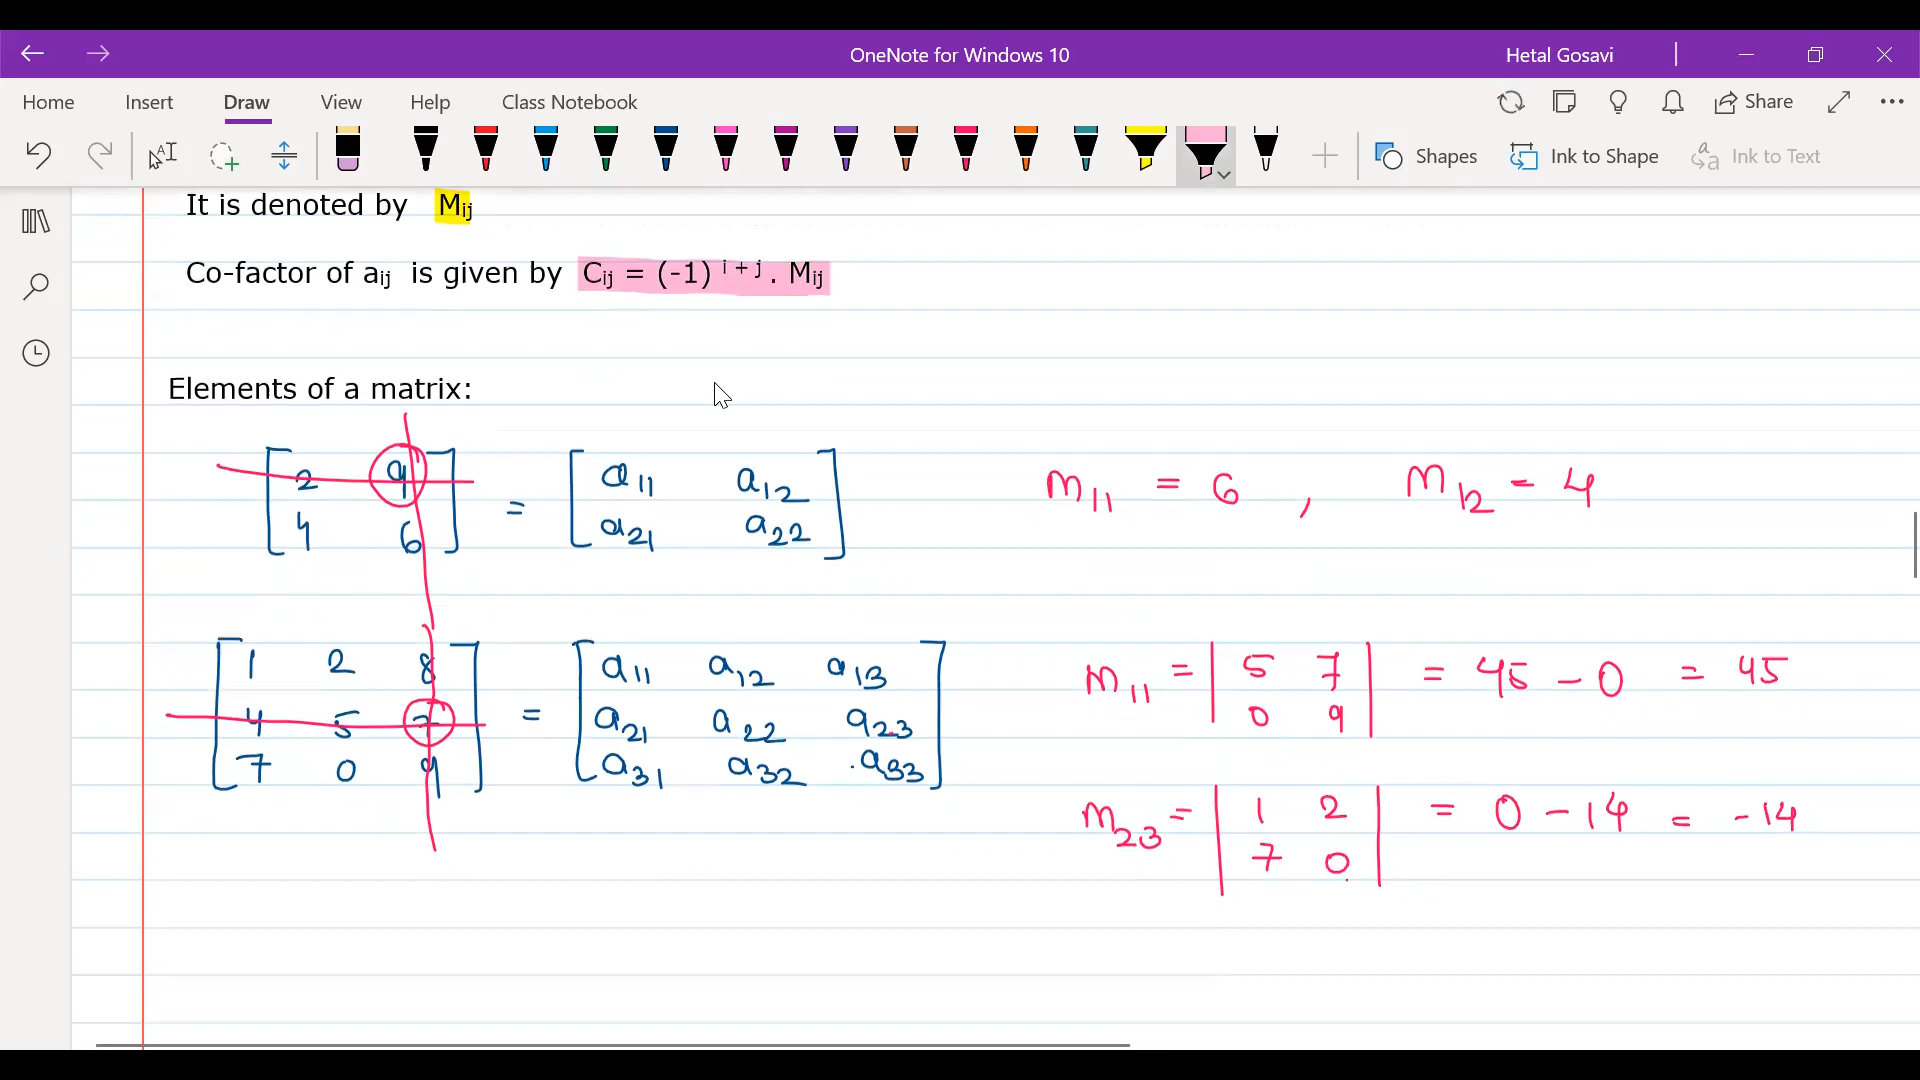 OneNote for Windows 10
Hetal Gosavi
Home Insert Draw View Help Class Notebook Share
Shapes Ink to Shape Ink to Text
It is denoted by Mij
Co-factor of aij is given by Cij = (-1) i + j . Mij
Elements of a matrix:
2 9 a11 a12 M11 = 6 , M12 = 4
=
4 6 a21 a22
1 2 8 a11 a12 a13 M11 = 5 7 = 45 - 0 = 45
4 5 7 = a21 a22 a23 0 9
7 0 9 a31 a32 a33
M23 = 1 2 = 0 - 14 = -14
7 0